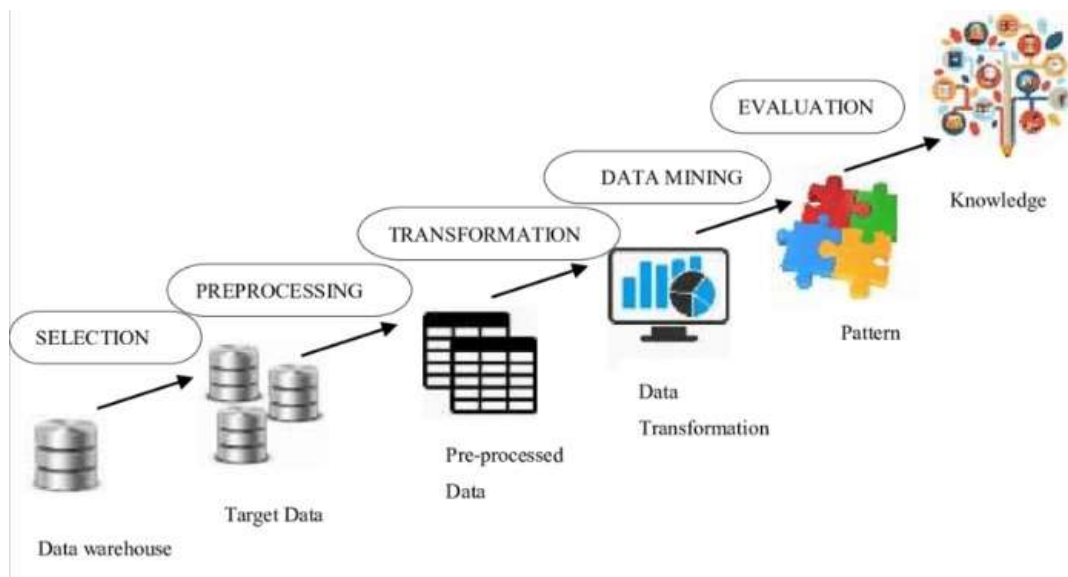 EVALUATION
DATA MINING
Knowledge
TRANSFORMATION
PREPROCESSING
SELECTION
Pattern
Data
Transformation
Pre-processed
Data
Target Data
Data warehouse